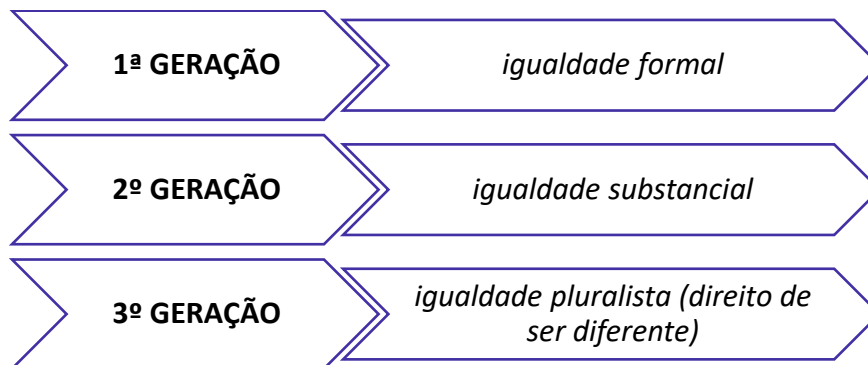 1ª GERAÇÃO
igualdade formal
2º GERAÇÃO
igualdade substancial
3º GERAÇÃO
igualdade pluralista (direito de
ser diferente)